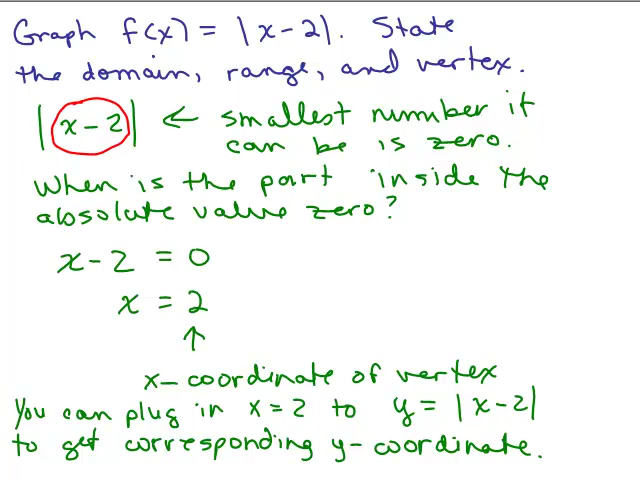 Graph f(x) = |x-2|. State
the domain, range, and vertex.
|x-2| ← smallest number it
can be is zero.
When is the part inside the
absolute value zero?
x-2 = 0
x = 2
↑
x-coordinate of vertex
You can plug in x=2 to y = |x-2|
to get corresponding y-coordinate.